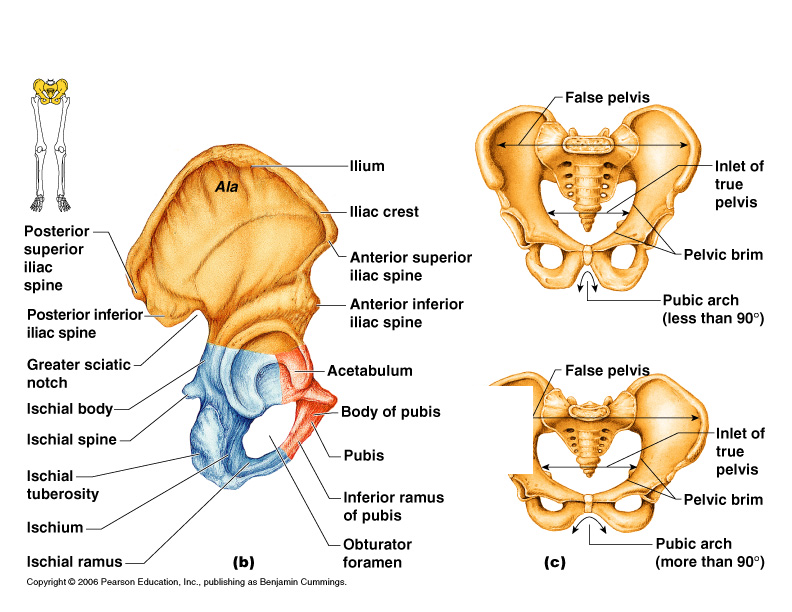 Ala
Ilium
Iliac crest
Anterior superior
iliac spine
Anterior inferior
iliac spine
Acetabulum
Body of pubis
Pubis
Inferior ramus
of pubis
Obturator
foramen
Posterior
superior
iliac
spine
Posterior inferior
iliac spine
Greater sciatic
notch
Ischial body
Ischial spine
Ischial
tuberosity
Ischium
Ischial ramus
(b)
False pelvis
Inlet of
true
pelvis
Pelvic brim
Pubic arch
(less than 90°)
False pelvis
Inlet of
true
pelvis
Pelvic brim
Pubic arch
(more than 90°)
(c)
Copyright © 2006 Pearson Education, Inc., publishing as Benjamin Cummings.